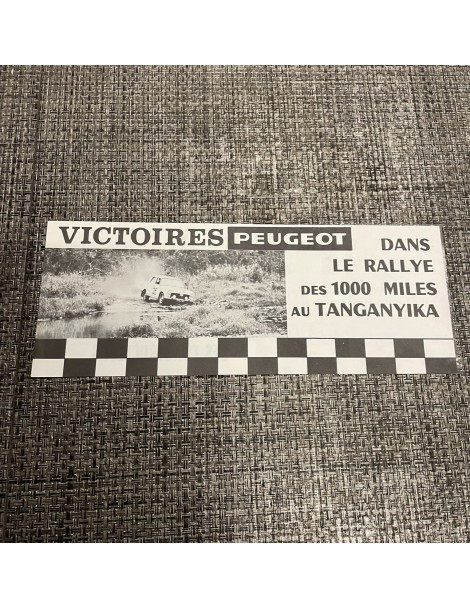 VICTOIRES PEUGEOT
DANS
LE RALLYE
DES 1000 MILES
AU TANGANYIKA